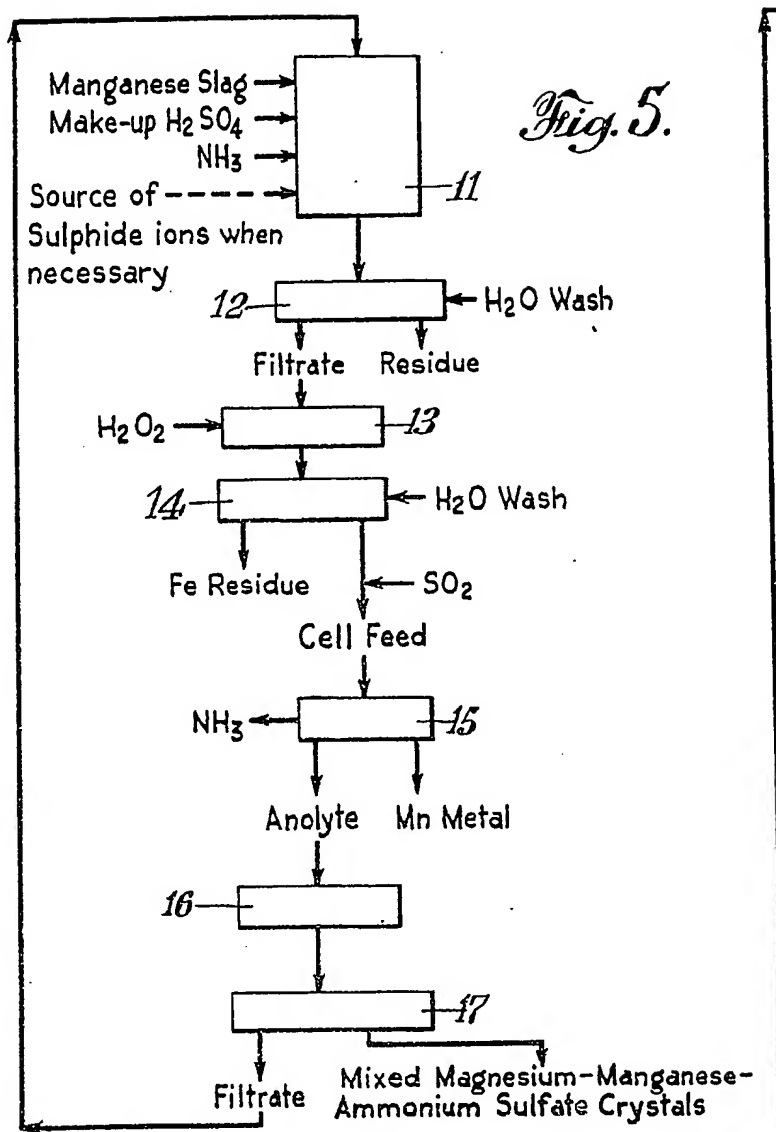 Fig. 5.
Manganese Slag
Make-up H₂SO₄
NH₃
Source of
Sulphide ions when
necessary
11
12
H₂O Wash
Filtrate
Residue
H₂O₂
13
14
H₂O Wash
Fe Residue
SO₂
Cell Feed
NH₃
15
Anolyte
Mn Metal
16
17
Filtrate
Mixed Magnesium-Manganese-
Ammonium Sulfate Crystals